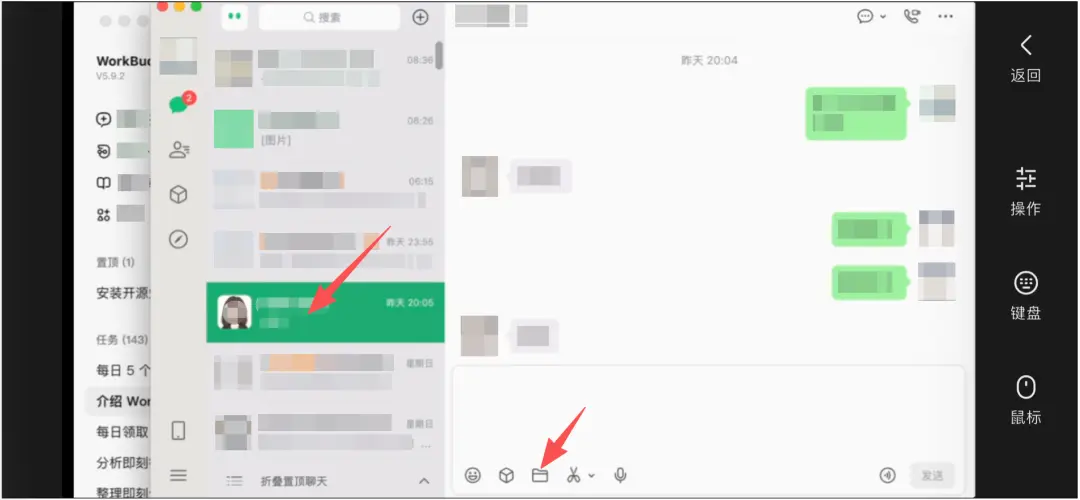 WorkBud
V5.9.2
置顶 (1)
安装开源
任务 (143)
每日 5 个
介绍 Wor
每日领取
分析即刻
整理即刻
2
搜索
08:36
08:26
[图片]
06:15
昨天 23:55
昨天 20:05
星期日
星期日
...
折叠置顶聊天
昨天 20:04
发送
返回
操作
键盘
鼠标